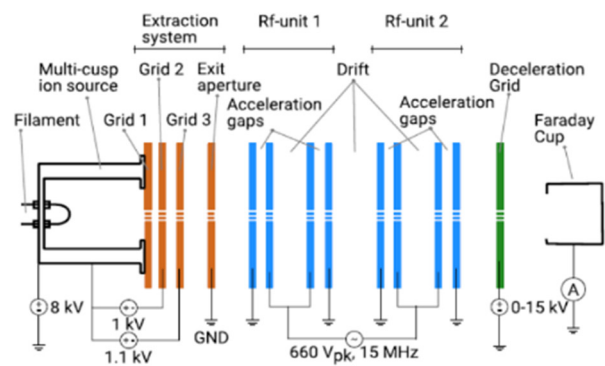 Extraction system
Rf-unit 1
Rf-unit 2
Multi-cusp ion source
Grid 2
Exit aperture
Drift
Deceleration Grid
Filament
Grid 1
Grid 3
Acceleration gaps
Acceleration gaps
Faraday Cup
8 kV
1 kV
1.1 kV
GND
660 Vpk, 15 MHz
0-15 kV
A